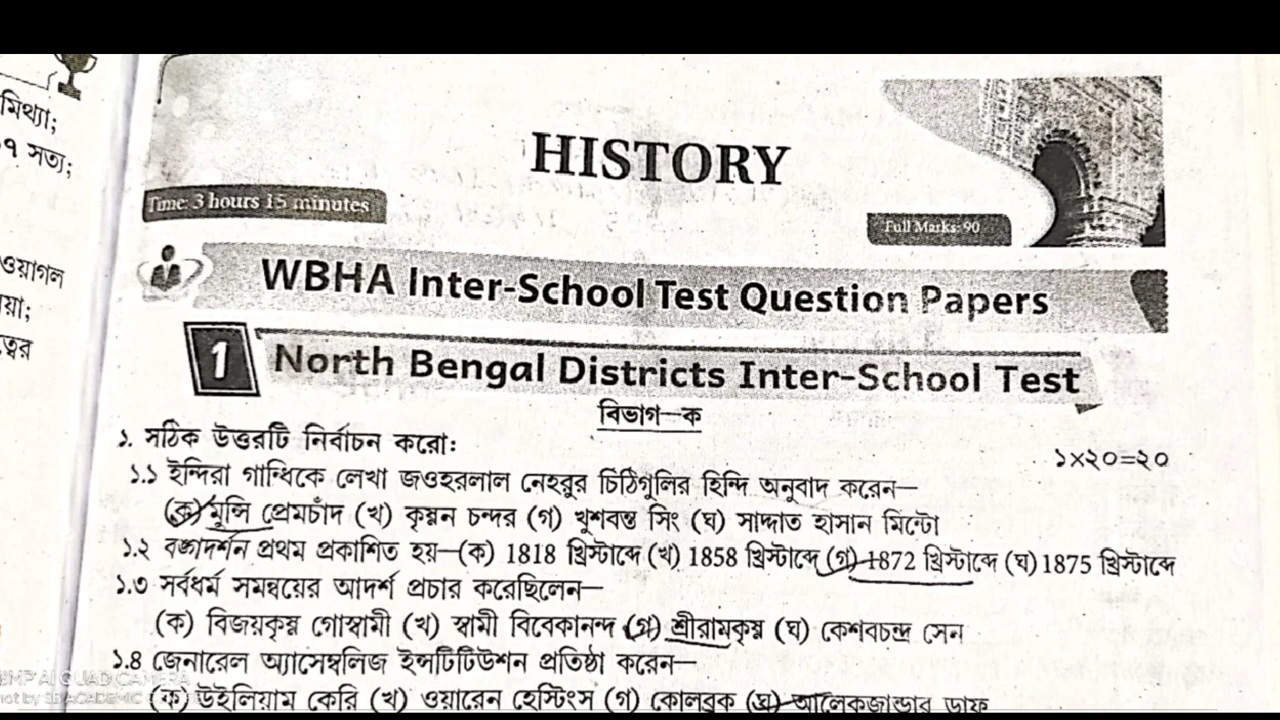 মিথ্যা;
৭ সত্য;
ওয়াগল
য়া;
ত্বের
HISTORY
Time: 3 hours 15 minutes
Full Marks: 90
WBHA Inter-School Test Question Papers
1 North Bengal Districts Inter-School Test
বিভাগ—ক
১. সঠিক উত্তরটি নির্বাচন করো: ১×২০=২০
১.১ ইন্দিরা গান্ধিকে লেখা জওহরলাল নেহরুর চিঠিগুলির হিন্দি অনুবাদ করেন—
(ক) মুন্সি প্রেমচাঁদ (খ) কৃষন চন্দর (গ) খুশবন্ত সিং (ঘ) সাদ্দাত হাসান মিন্টো
১.২ বঙ্গদর্শন প্রথম প্রকাশিত হয়—(ক) 1818 খ্রিস্টাব্দে (খ) 1858 খ্রিস্টাব্দে (গ) 1872 খ্রিস্টাব্দে (ঘ) 1875 খ্রিস্টাব্দে
১.৩ সর্বধর্ম সমন্বয়ের আদর্শ প্রচার করেছিলেন—
(ক) বিজয়কৃষ্ণ গোস্বামী (খ) স্বামী বিবেকানন্দ (গ) শ্রীরামকৃষ্ণ (ঘ) কেশবচন্দ্র সেন
১.৪ জেনারেল অ্যাসেম্বলিজ ইন্সটিটিউশন প্রতিষ্ঠা করেন—
AI QUAD CAMERA
(ক) উইলিয়াম কেরি (খ) ওয়ারেন হেস্টিংস (গ) কোলব্রুক (ঘ) আলেকজান্ডার ডাফ